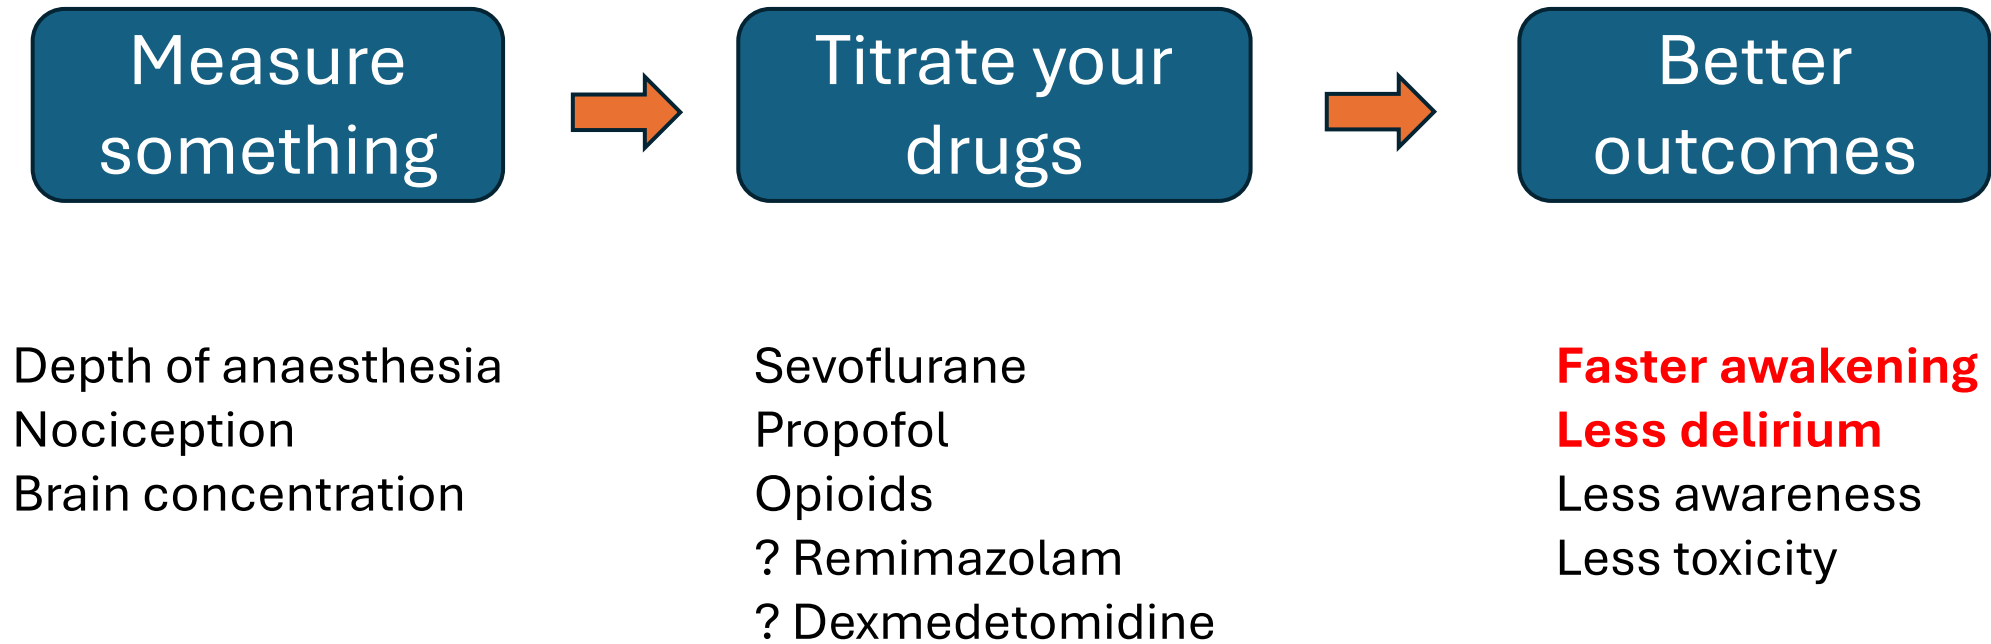 Measure
something
Titrate your
drugs
Better
outcomes
Depth of anaesthesia
Nociception
Brain concentration
Sevoflurane
Propofol
Opioids
? Remimazolam
? Dexmedetomidine
Faster awakening
Less delirium
Less awareness
Less toxicity